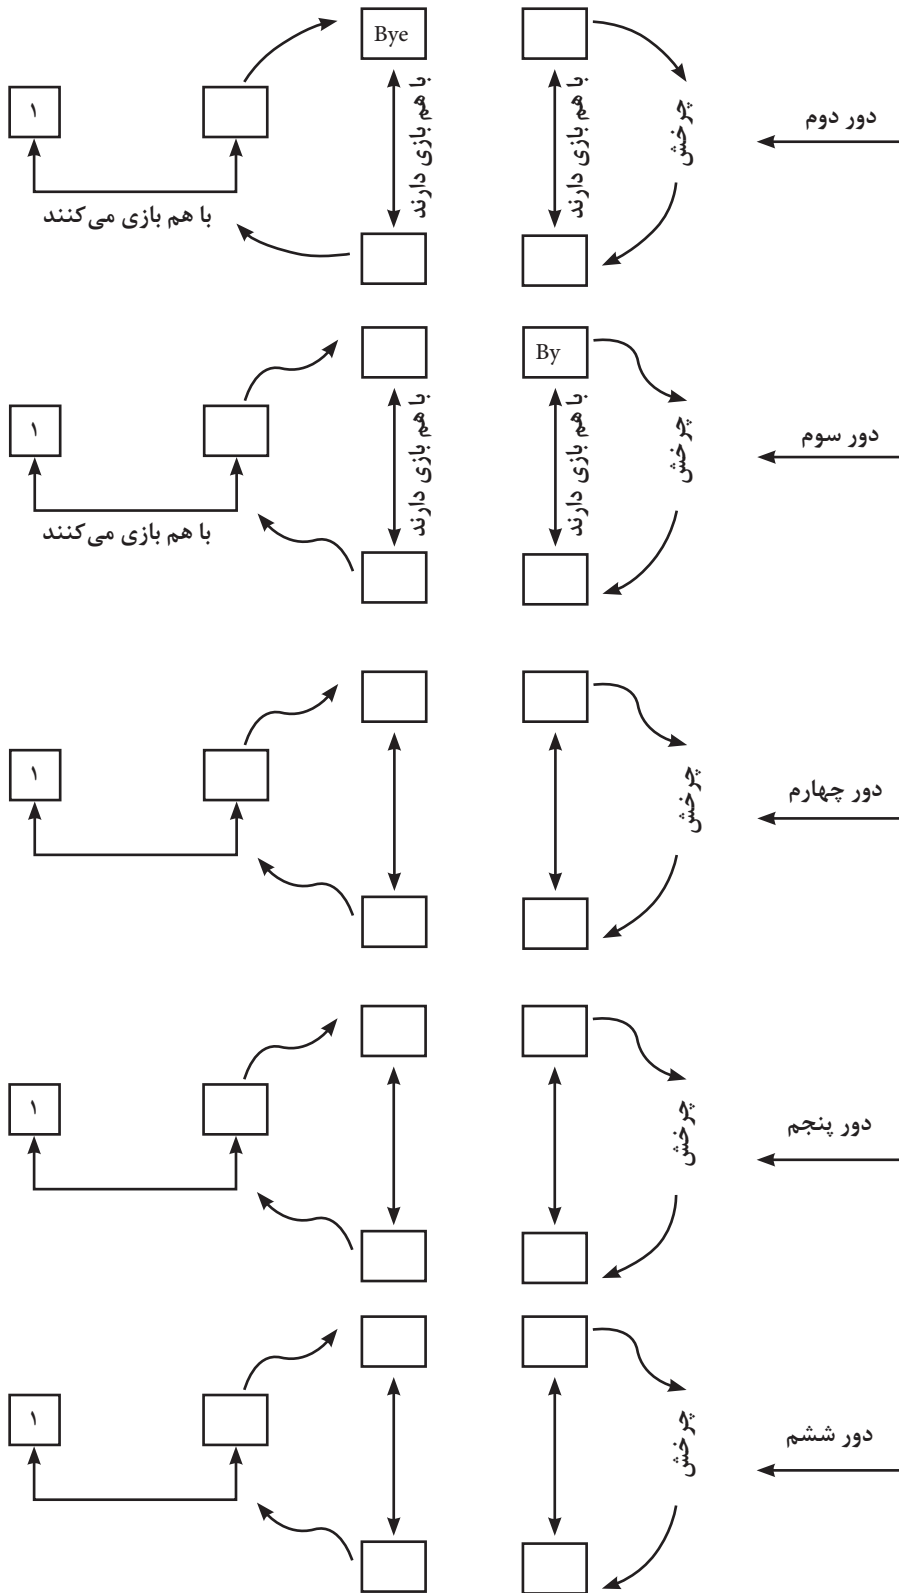 دور دوم
چرخش
با هم بازی دارند
Bye
با هم بازی دارند
۱
با هم بازی می‌کنند
دور سوم
چرخش
By
با هم بازی دارند
با هم بازی دارند
۱
با هم بازی می‌کنند
دور چهارم
چرخش
۱
دور پنجم
چرخش
۱
دور ششم
چرخش
۱